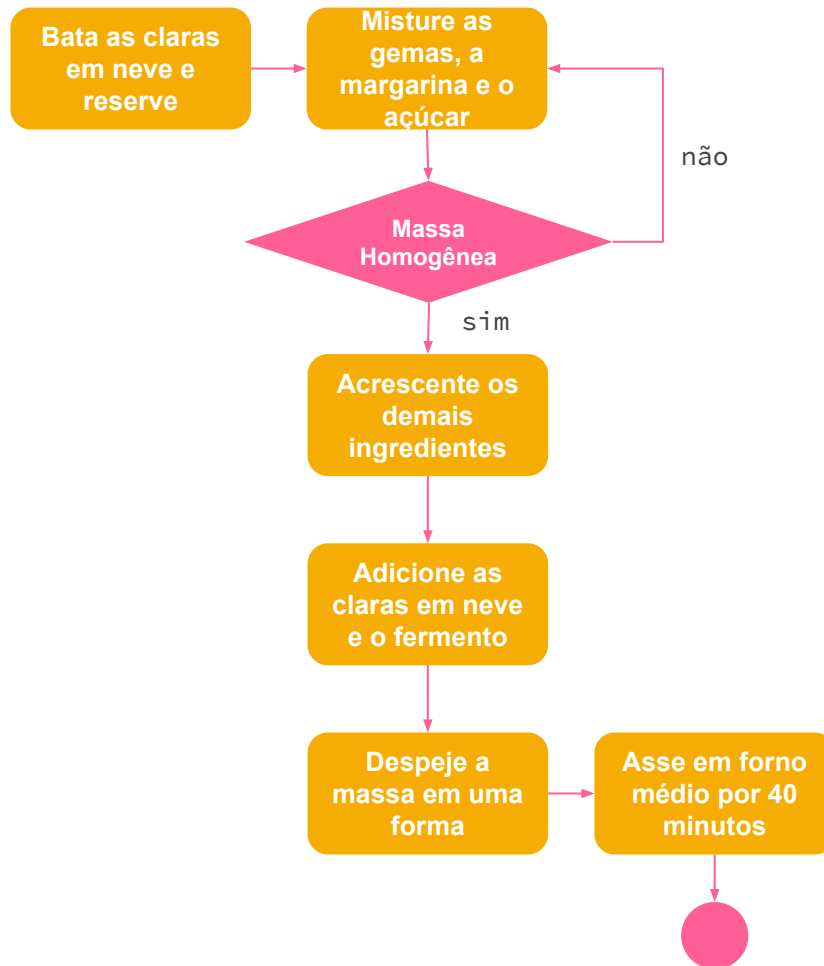 Bata as claras
em neve e
reserve
Misture as
gemas, a
margarina e o
açúcar
não
Massa
Homogênea
sim
Acrescente os
demais
ingredientes
Adicione as
claras em neve
e o fermento
Despeje a
massa em uma
forma
Asse em forno
médio por 40
minutos